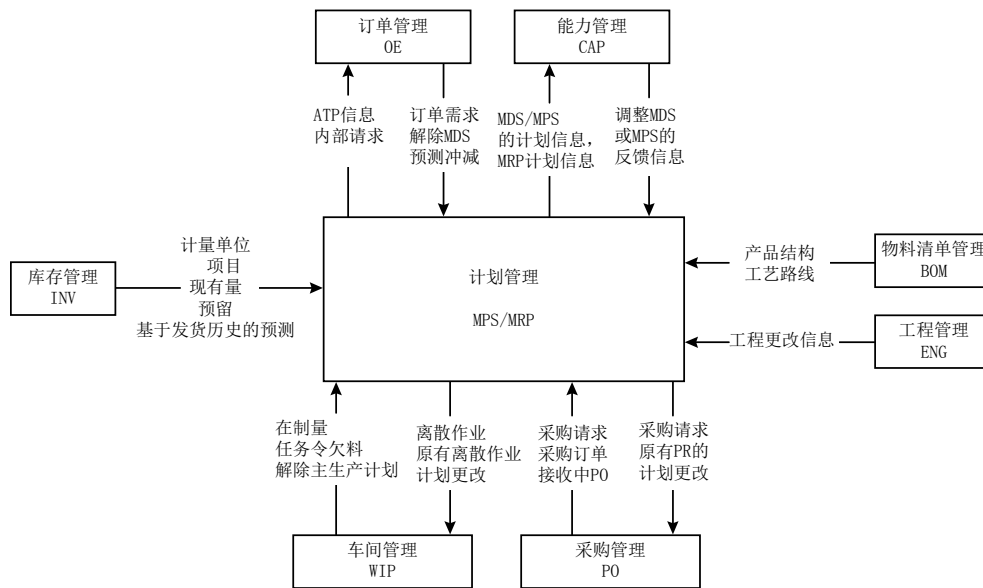 订单管理
OE
能力管理
CAP
ATP信息
内部请求
订单需求
解除MDS
预测冲减
MDS/MPS
的计划信息，
MRP计划信息
调整MDS
或MPS的
反馈信息
库存管理
INV
计量单位
项目
现有量
预留
基于发货历史的预测
计划管理
MPS/MRP
产品结构
工艺路线
物料清单管理
BOM
工程更改信息
工程管理
ENG
在制量
任务令欠料
解除主生产计划
离散作业
原有离散作业
计划更改
采购请求
采购订单
接收中PO
采购请求
原有PR的
计划更改
车间管理
WIP
采购管理
PO